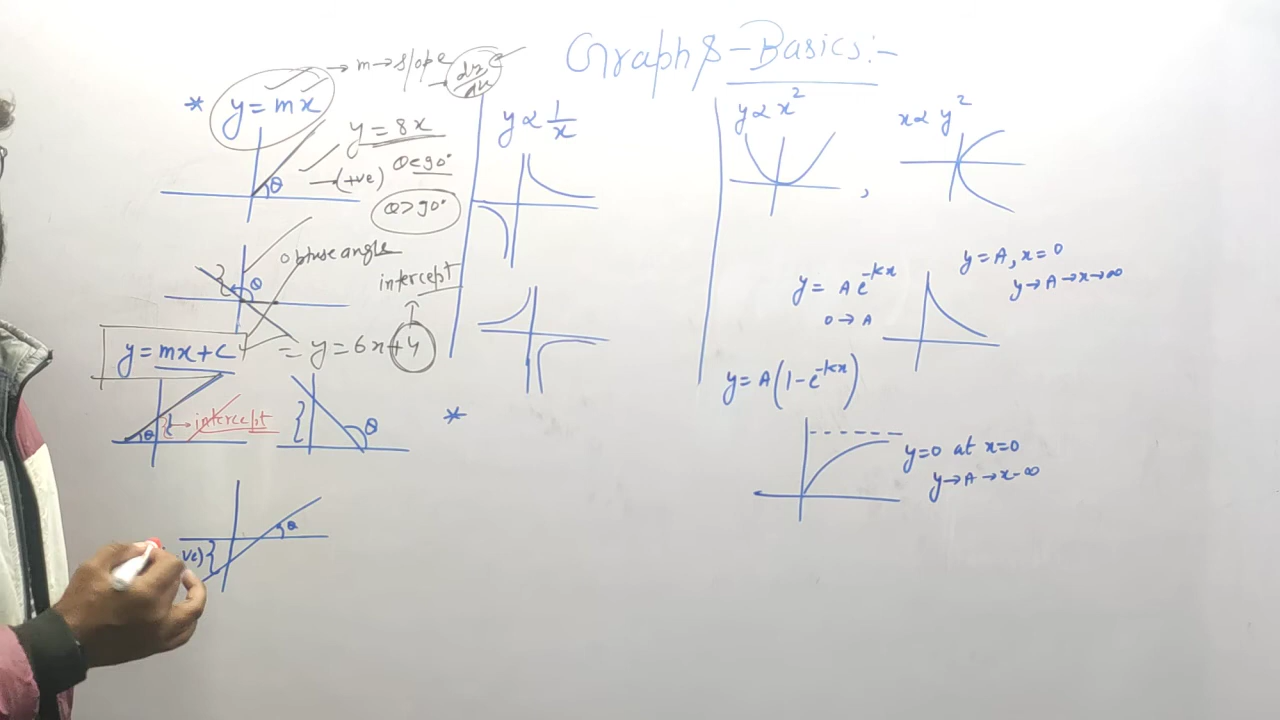 Graphs - Basics :-
* y = mx
→ m → slope
→ dy/dx
y = 8x
θ < 90°
→ (+ve)
θ > 90°
θ
obtuse angle
θ
intercept
y = mx + c
= y = 6x + 4
θ
→ intercept
θ
*
θ
ve)
y ∝ 1/x
y ∝ x²
,
x ∝ y²
y = A e^-kx
0 → A
y = A, x = 0
y → A → x → ∞
y = A(1 - e^-kx)
y = 0 at x = 0
y → A → x - ∞